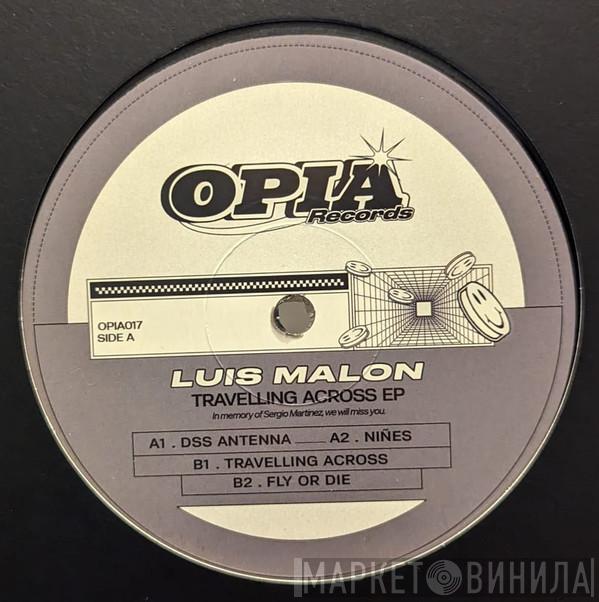 OPIA
Records
OPIA017
SIDE A
LUIS MALON
TRAVELLING ACROSS EP
In memory of Sergio Martinez, we will miss you.
A1 . DSS ANTENNA A2 . NIÑES
B1 . TRAVELLING ACROSS
B2 . FLY OR DIE
МАРКЕТ ВИНИЛА